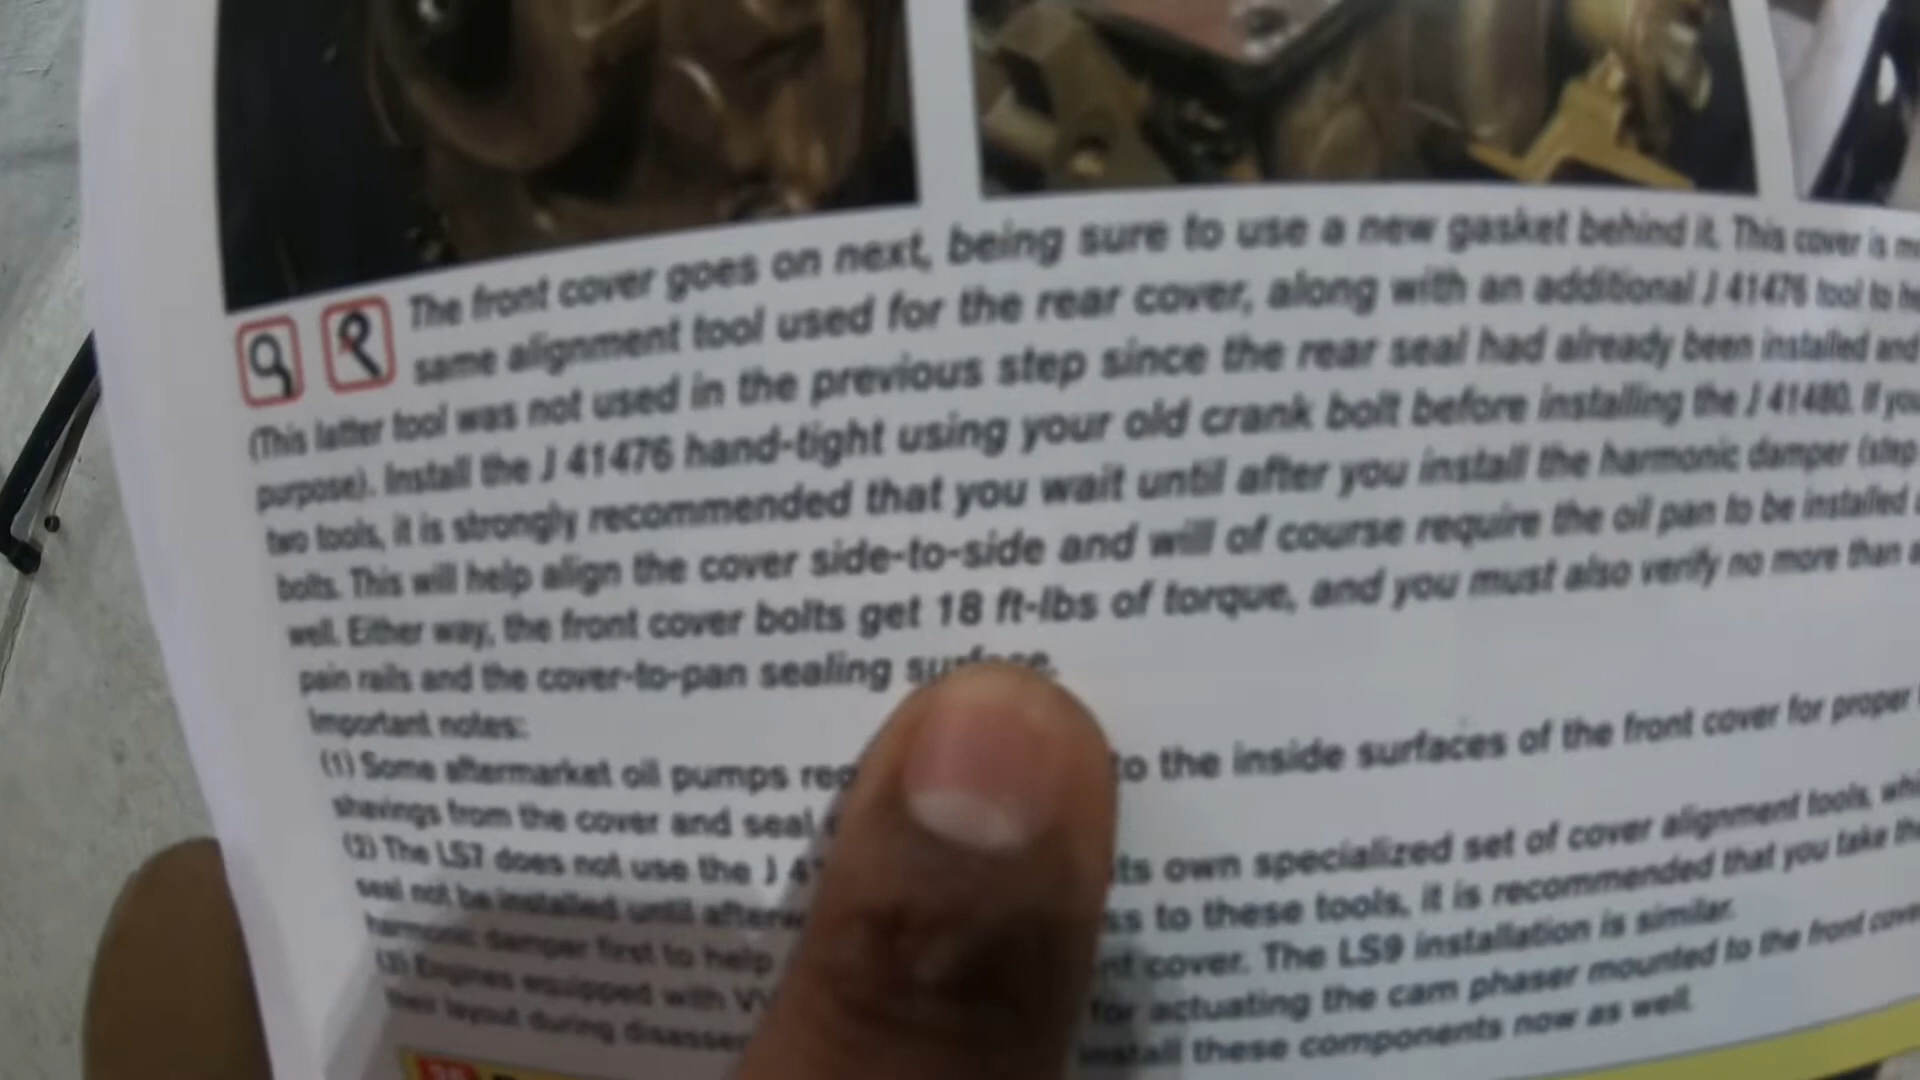 The front cover goes on next, being sure to use a new gasket behind it. This cover is
same alignment tool used for the rear cover, along with an additional J 41476 tool to
(This latter tool was not used in the previous step since the rear seal had already been installed and
purpose). Install the J 41476 hand-tight using your old crank bolt before installing the J 41480. If you
two tools, it is strongly recommended that you wait until after you install the harmonic damper (step
bolts. This will help align the cover side-to-side and will of course require the oil pan to be installed
well. Either way, the front cover bolts get 18 ft-lbs of torque, and you must also verify no more than a
pain rails and the cover-to-pan sealing surface.
Important notes:
(1) Some aftermarket oil pumps to the inside surfaces of the front cover for proper
shavings from the cover and seal
(2) The LS7 does not use the J own specialized set of cover alignment tools,
seal not be installed until to these tools, it is recommended that you take
harmonic damper first to help cover. The LS9 installation is similar.
(3) Engines equipped with for actuating the cam phaser mounted to the front
their layout during install these components now as well.